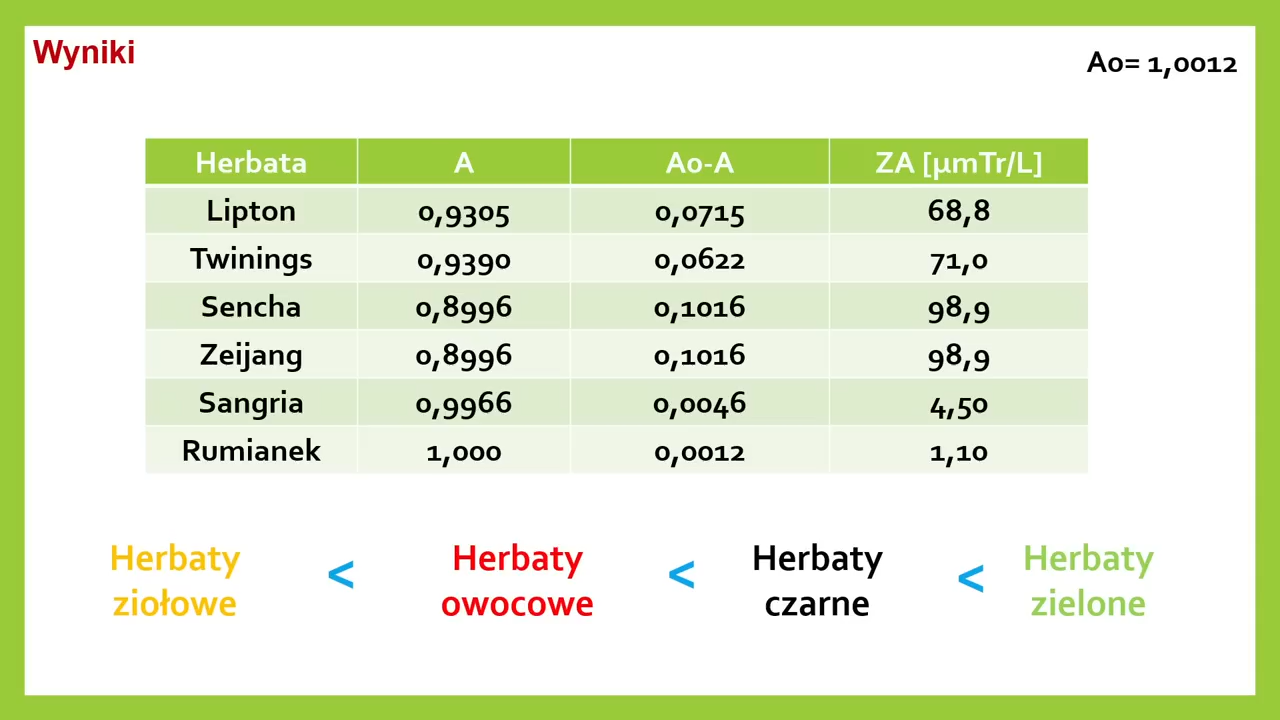 Wyniki
A0= 1,0012
Herbata A A0-A ZA [µmTr/L]
Lipton 0,9305 0,0715 68,8
Twinings 0,9390 0,0622 71,0
Sencha 0,8996 0,1016 98,9
Zeijang 0,8996 0,1016 98,9
Sangria 0,9966 0,0046 4,50
Rumianek 1,000 0,0012 1,10
Herbaty ziołowe < Herbaty owocowe < Herbaty czarne < Herbaty zielone